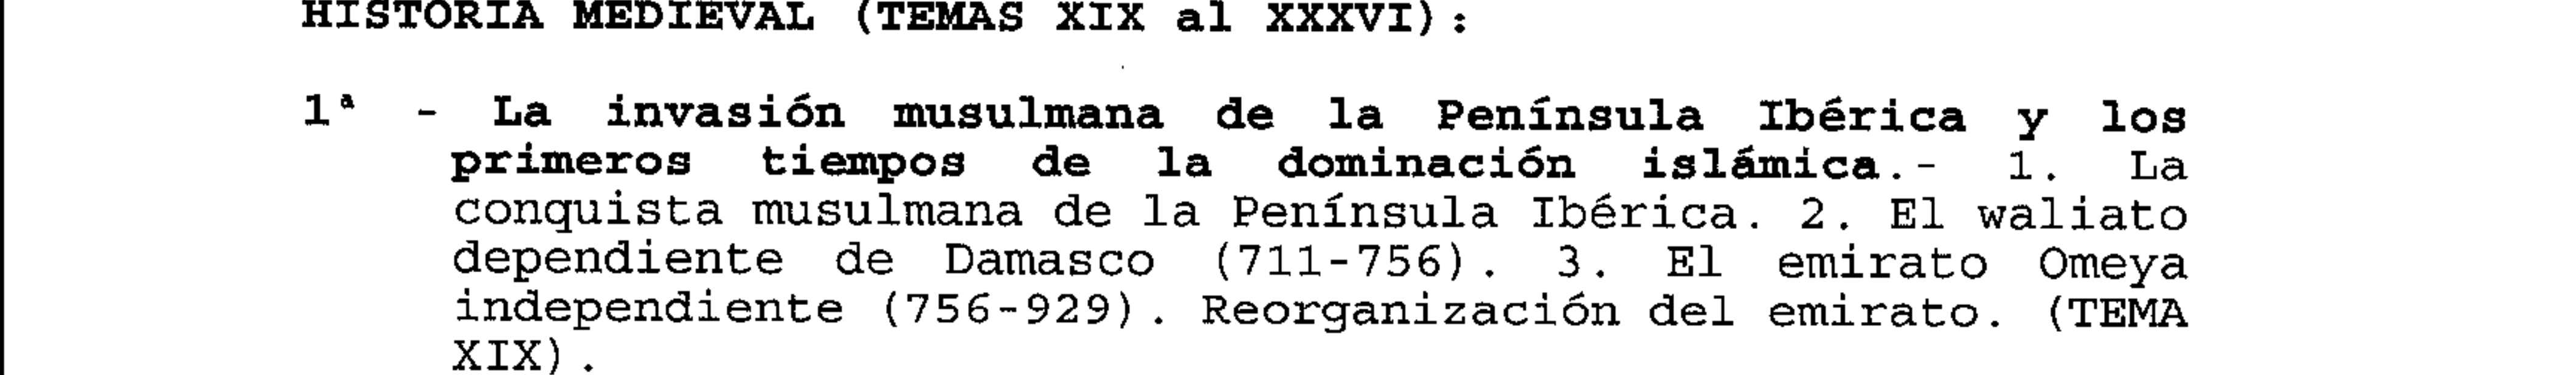 HISTORIA MEDIEVAL (TEMAS XIX al XXXVI):
1ª - La invasión musulmana de la Península Ibérica y los
primeros tiempos de la dominación islámica.- 1. La
conquista musulmana de la Península Ibérica. 2. El waliato
dependiente de Damasco (711-756). 3. El emirato Omeya
independiente (756-929). Reorganización del emirato. (TEMA
XIX).